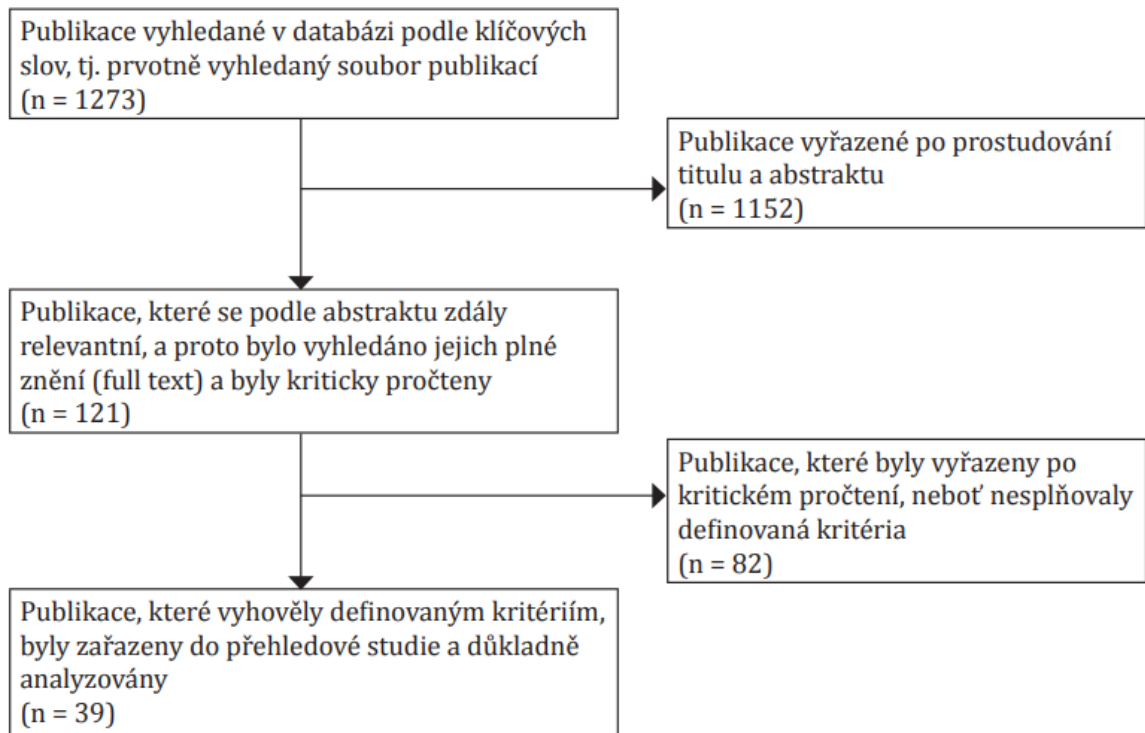 Publikace vyhledané v databázi podle klíčových
slov, tj. prvotně vyhledaný soubor publikací
(n = 1273)
Publikace vyřazené po prostudování
titulu a abstraktu
(n = 1152)
Publikace, které se podle abstraktu zdály
relevantní, a proto bylo vyhledáno jejich plné
znění (full text) a byly kriticky pročteny
(n = 121)
Publikace, které byly vyřazeny po
kritickém pročtení, neboť nesplňovaly
definovaná kritéria
(n = 82)
Publikace, které vyhověly definovaným kritériím,
byly zařazeny do přehledové studie a důkladně
analyzovány
(n = 39)